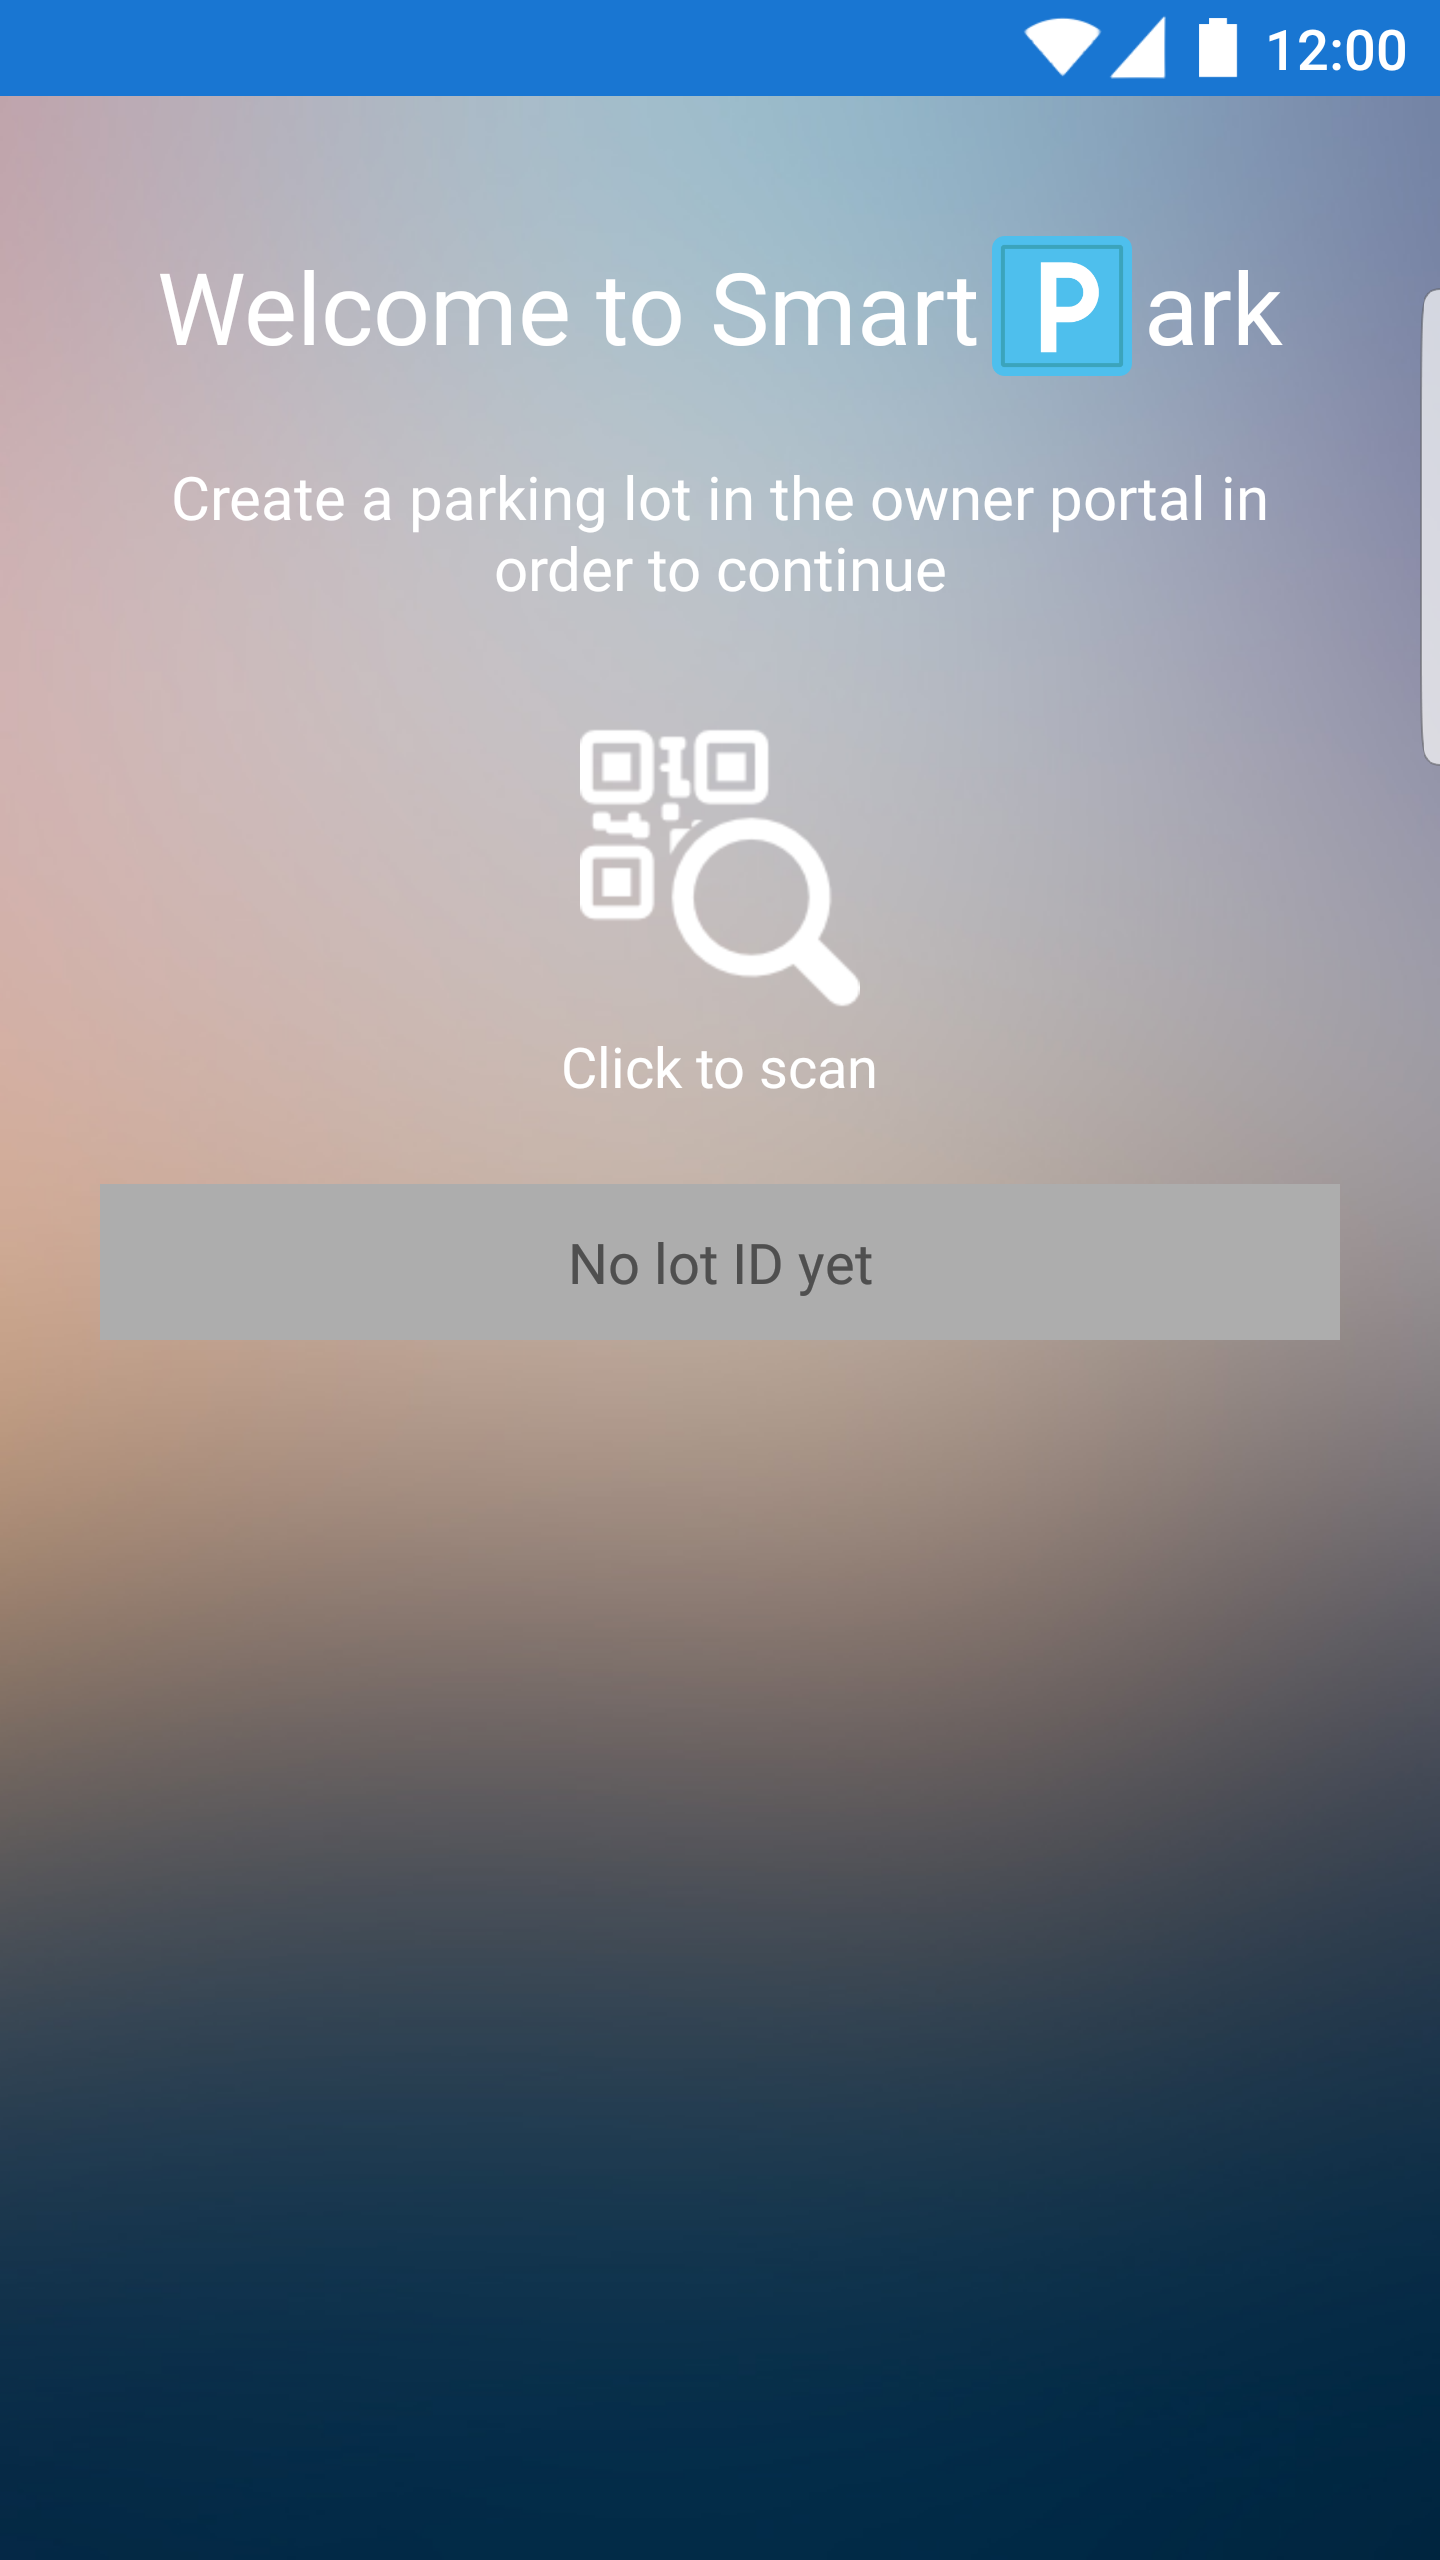 12:00
Welcome to Smart P ark
Create a parking lot in the owner portal in
order to continue
Click to scan
No lot ID yet